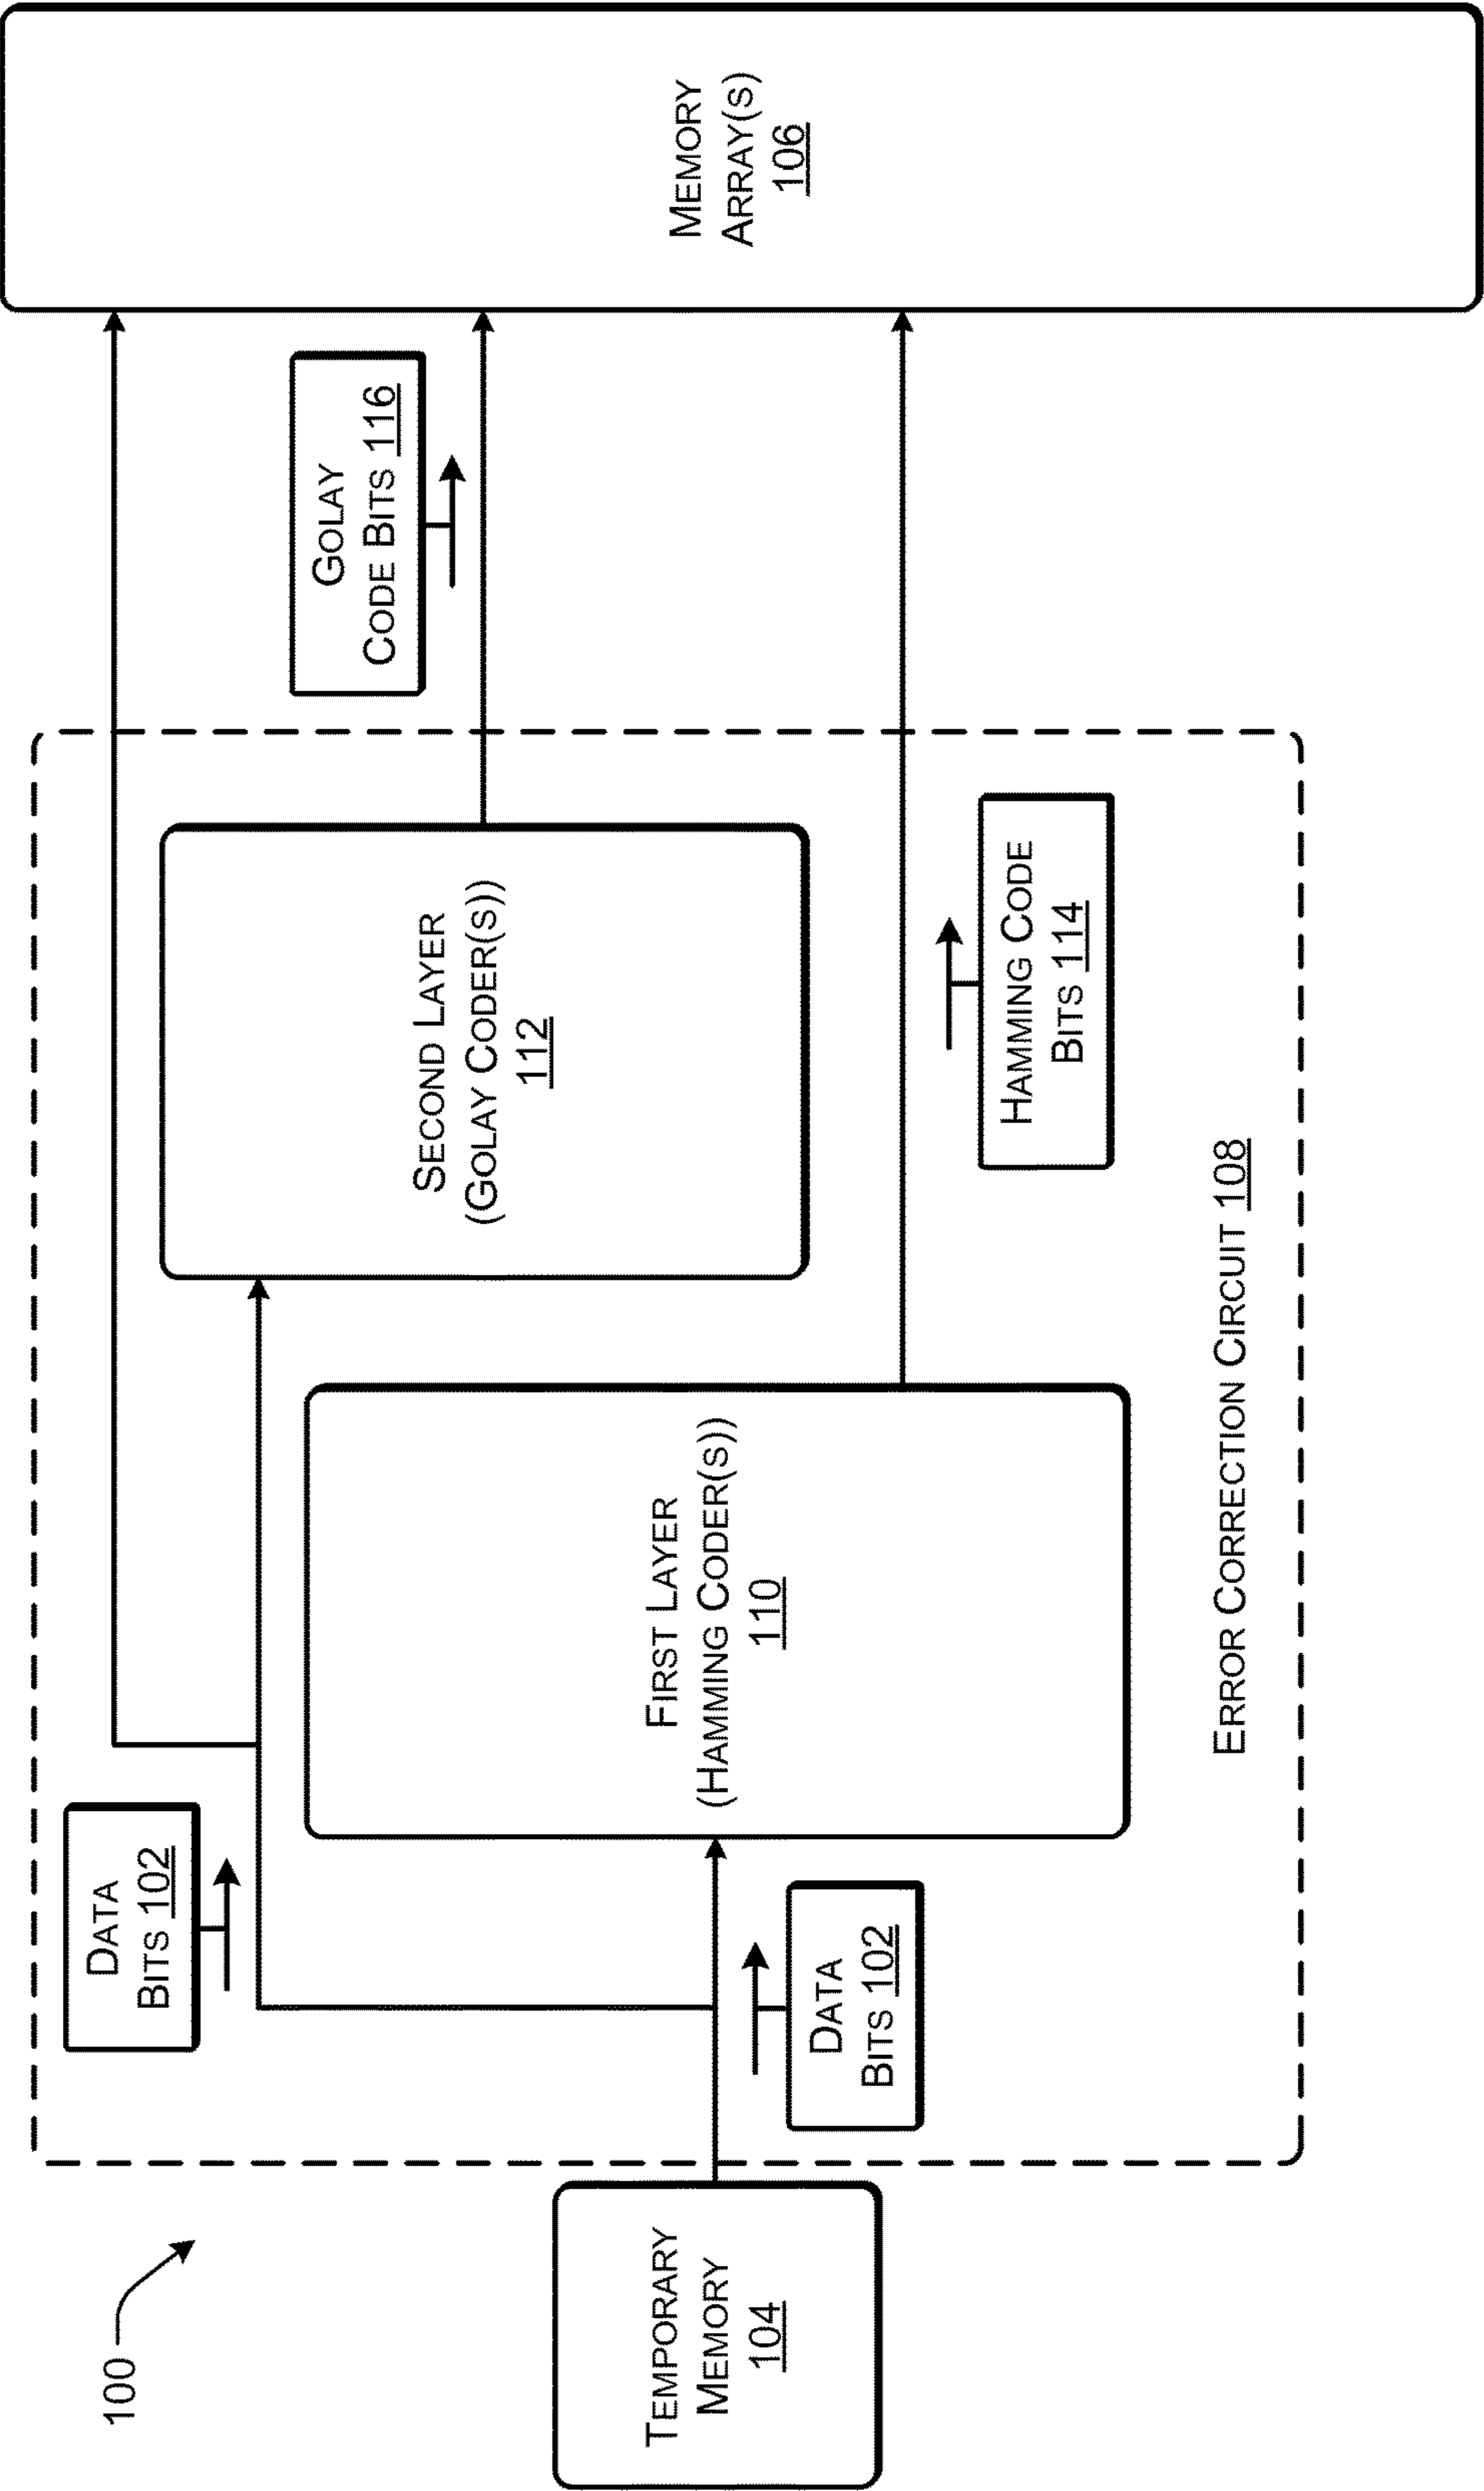 100
TEMPORARY
MEMORY
104
DATA
BITS 102
DATA
BITS 102
FIRST LAYER
(HAMMING CODER(S))
110
SECOND LAYER
(GOLAY CODER(S))
112
HAMMING CODE
BITS 114
ERROR CORRECTION CIRCUIT 108
GOLAY
CODE BITS 116
MEMORY
ARRAY(S)
106